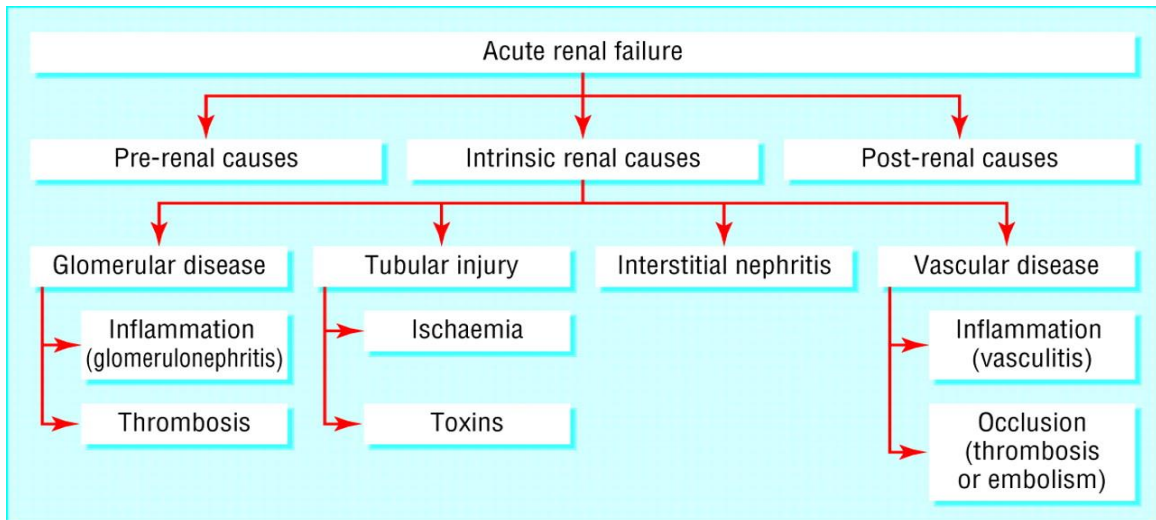 Acute renal failure
Pre-renal causes
Intrinsic renal causes
Post-renal causes
Glomerular disease
Tubular injury
Interstitial nephritis
Vascular disease
Inflammation
(glomerulonephritis)
Thrombosis
Ischaemia
Toxins
Inflammation
(vasculitis)
Occlusion
(thrombosis
or embolism)